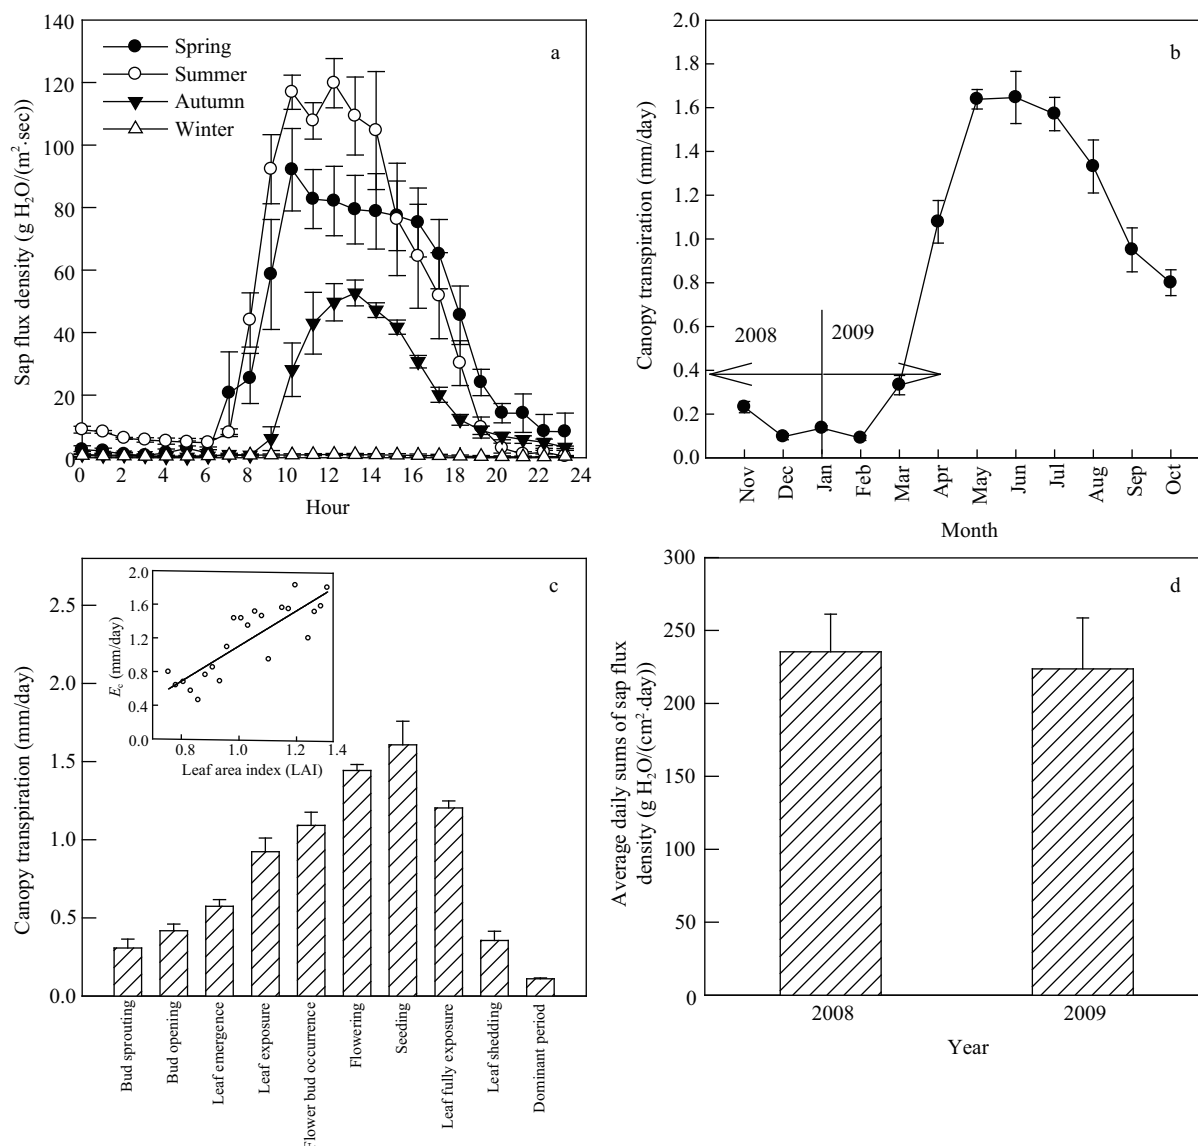 140
120
100
80
60
40
20
0
Sap flux density (g H₂O/(m²·sec))
Spring
Summer
Autumn
Winter
a
0 2 4 6 8 10 12 14 16 18 20 22 24
Hour
2.0
1.8
1.6
1.4
1.2
1.0
0.8
0.6
0.4
0.2
0.0
Canopy transpiration (mm/day)
b
2008
2009
Nov
Dec
Jan
Feb
Mar
Apr
May
Jun
Jul
Aug
Sep
Oct
Month
2.5
2.0
1.5
1.0
0.5
0.0
Canopy transpiration (mm/day)
c
2.0
1.6
1.2
0.8
0.4
0.0
E_c (mm/day)
0.8 1.0 1.2 1.4
Leaf area index (LAI)
Bud sprouting
Bud opening
Leaf emergence
Leaf exposure
Flower bud occurrence
Flowering
Seeding
Leaf fully exposure
Leaf shedding
Dominant period
300
250
200
150
100
50
0
Average daily sums of sap flux
density (g H₂O/(cm²·day))
d
2008 2009
Year